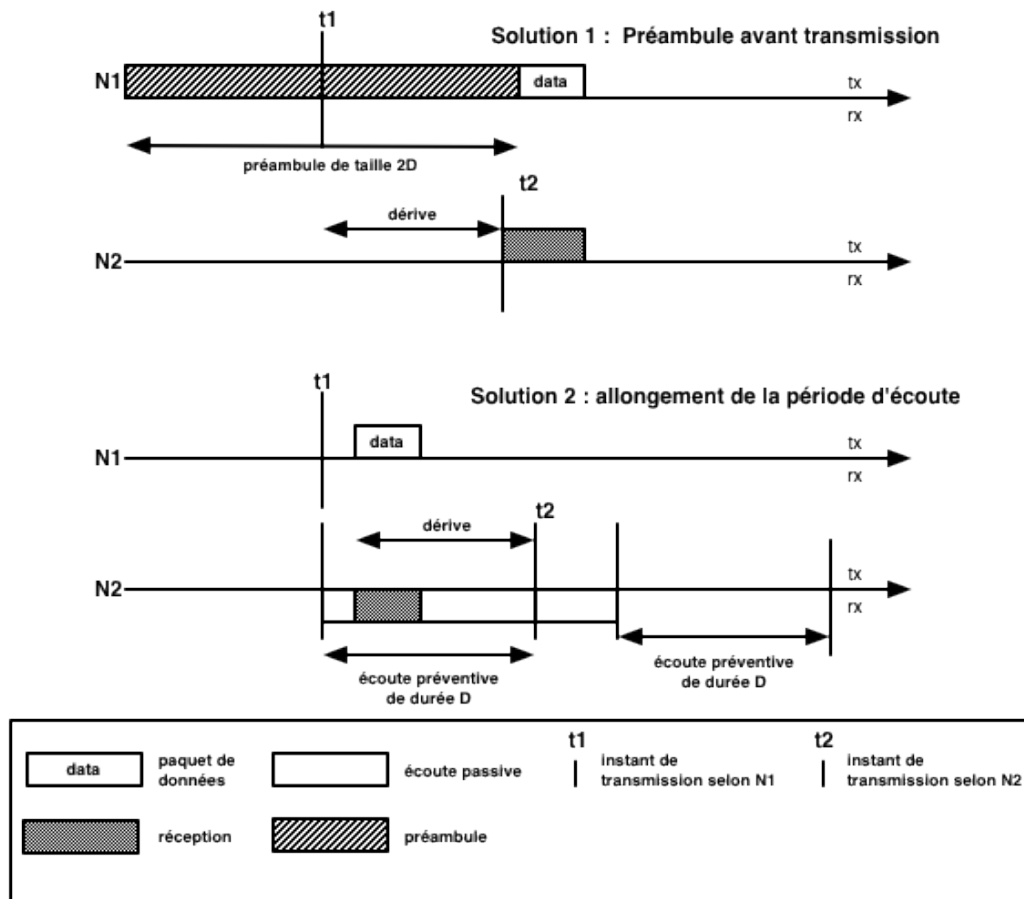 t1
Solution 1 : Préambule avant transmission
N1
data
tx
rx
préambule de taille 2D
t2
dérive
N2
tx
rx
t1
Solution 2 : allongement de la période d'écoute
N1
data
tx
rx
t2
dérive
N2
tx
rx
écoute préventive
de durée D
écoute préventive
de durée D
data
paquet de
données
écoute passive
t1
instant de
transmission selon N1
t2
instant de
transmission selon N2
réception
préambule